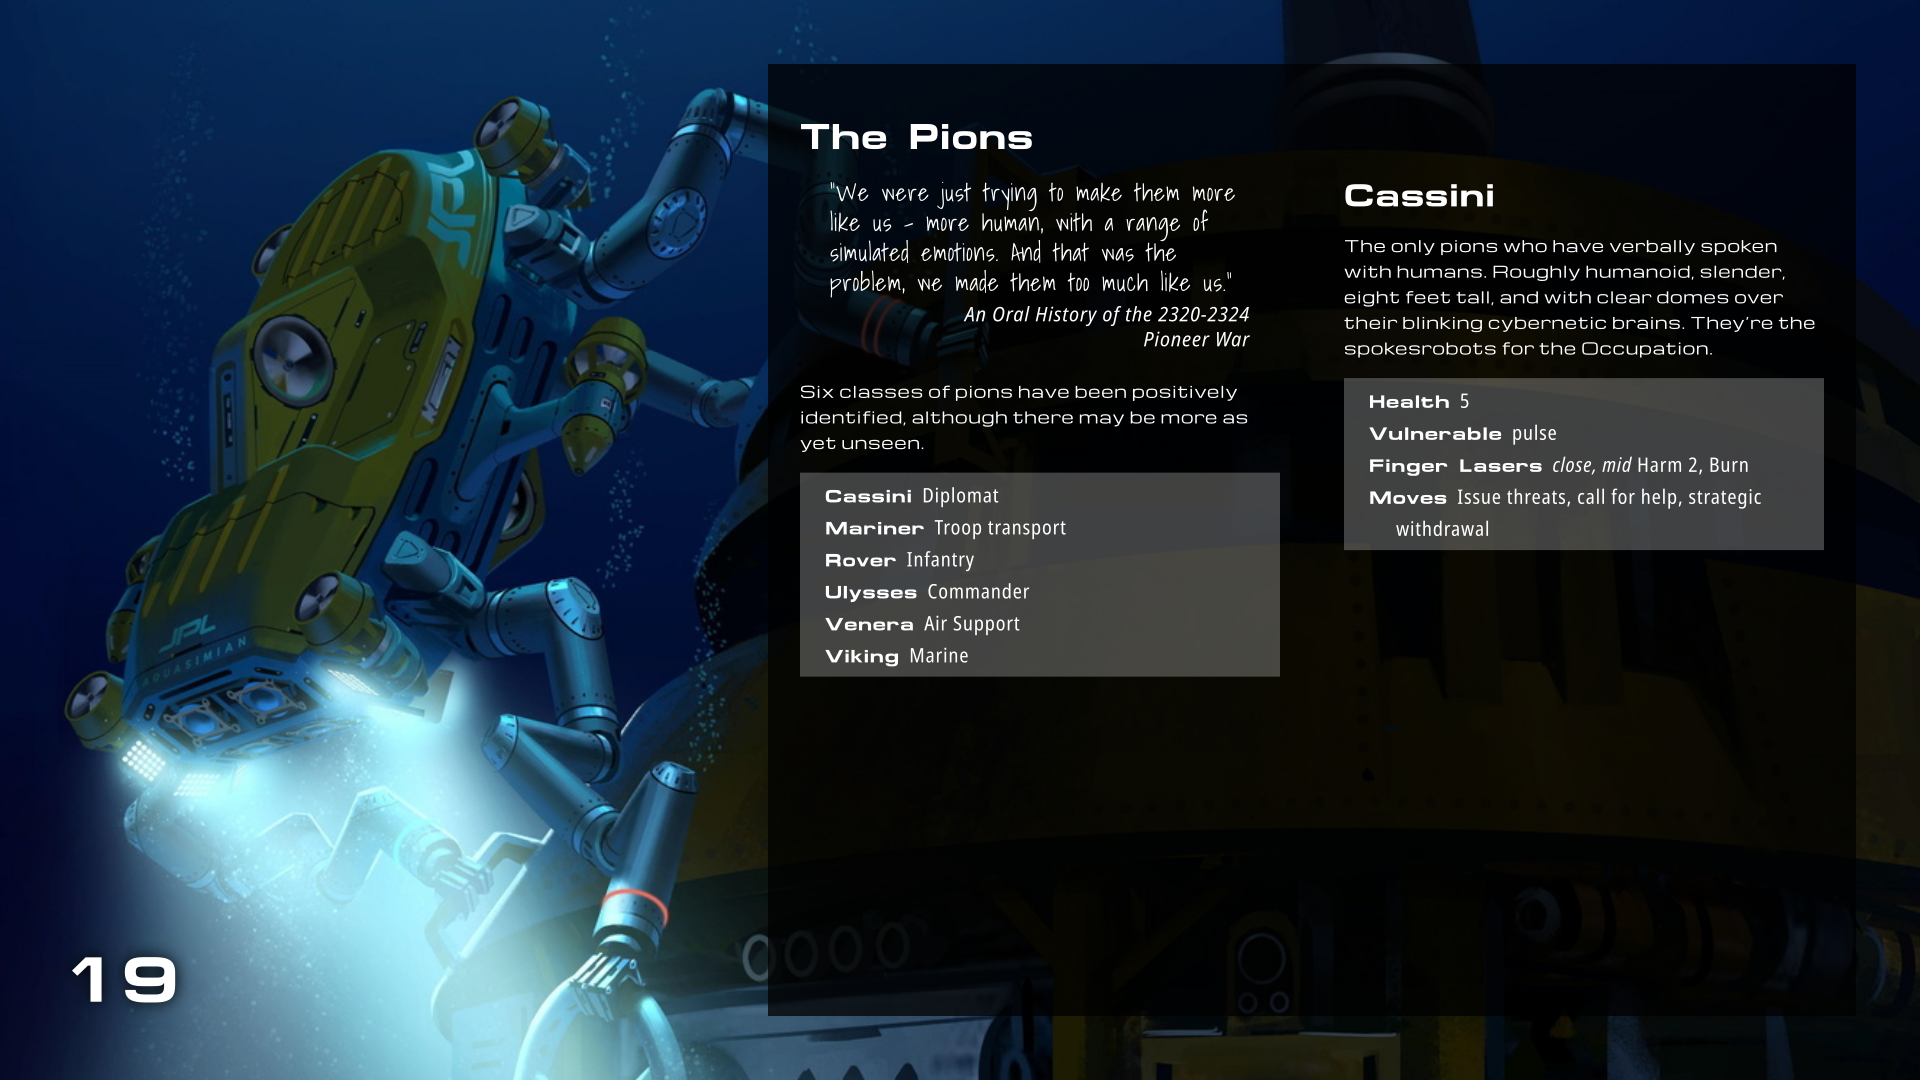 JPL
JPL
AQUASIMIAN
The Pions
"We were just trying to make them more
like us - more human, with a range of
simulated emotions. And that was the
problem, we made them too much like us."
An Oral History of the 2320-2324
Pioneer War
Six classes of pions have been positively
identified, although there may be more as
yet unseen.
Cassini Diplomat
Mariner Troop transport
Rover Infantry
Ulysses Commander
Venera Air Support
Viking Marine
Cassini
The only pions who have verbally spoken
with humans. Roughly humanoid, slender,
eight feet tall, and with clear domes over
their blinking cybernetic brains. They're the
spokesrobots for the Occupation.
Health 5
Vulnerable pulse
Finger Lasers close, mid Harm 2, Burn
Moves Issue threats, call for help, strategic
withdrawal
19